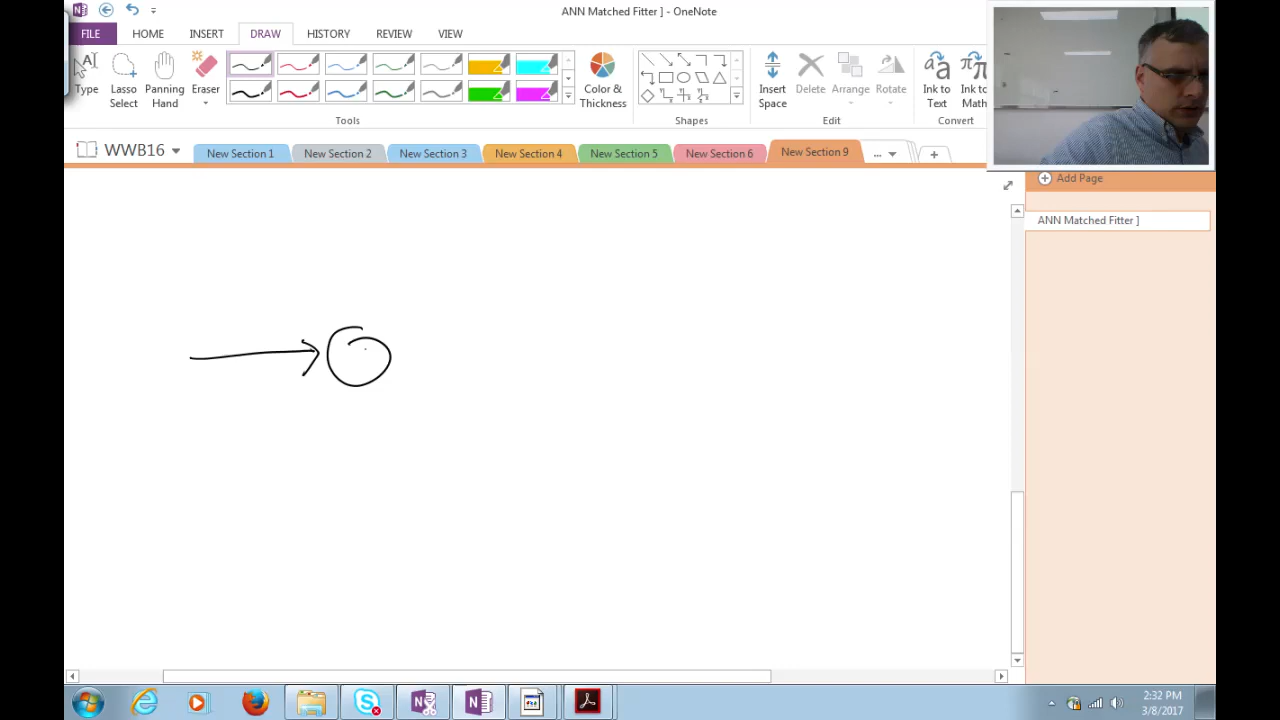 ANN Matched Fitter ] - OneNote
FILE HOME INSERT DRAW HISTORY REVIEW VIEW
Type
Lasso Select
Panning Hand
Eraser
Color & Thickness
Insert Space
Delete
Arrange
Rotate
Ink to Text
Ink to Math
Tools
Shapes
Edit
Convert
WWB16 New Section 1 New Section 2 New Section 3 New Section 4 New Section 5 New Section 6 New Section 9 ...
Add Page
ANN Matched Fitter ]
2:32 PM
3/8/2017